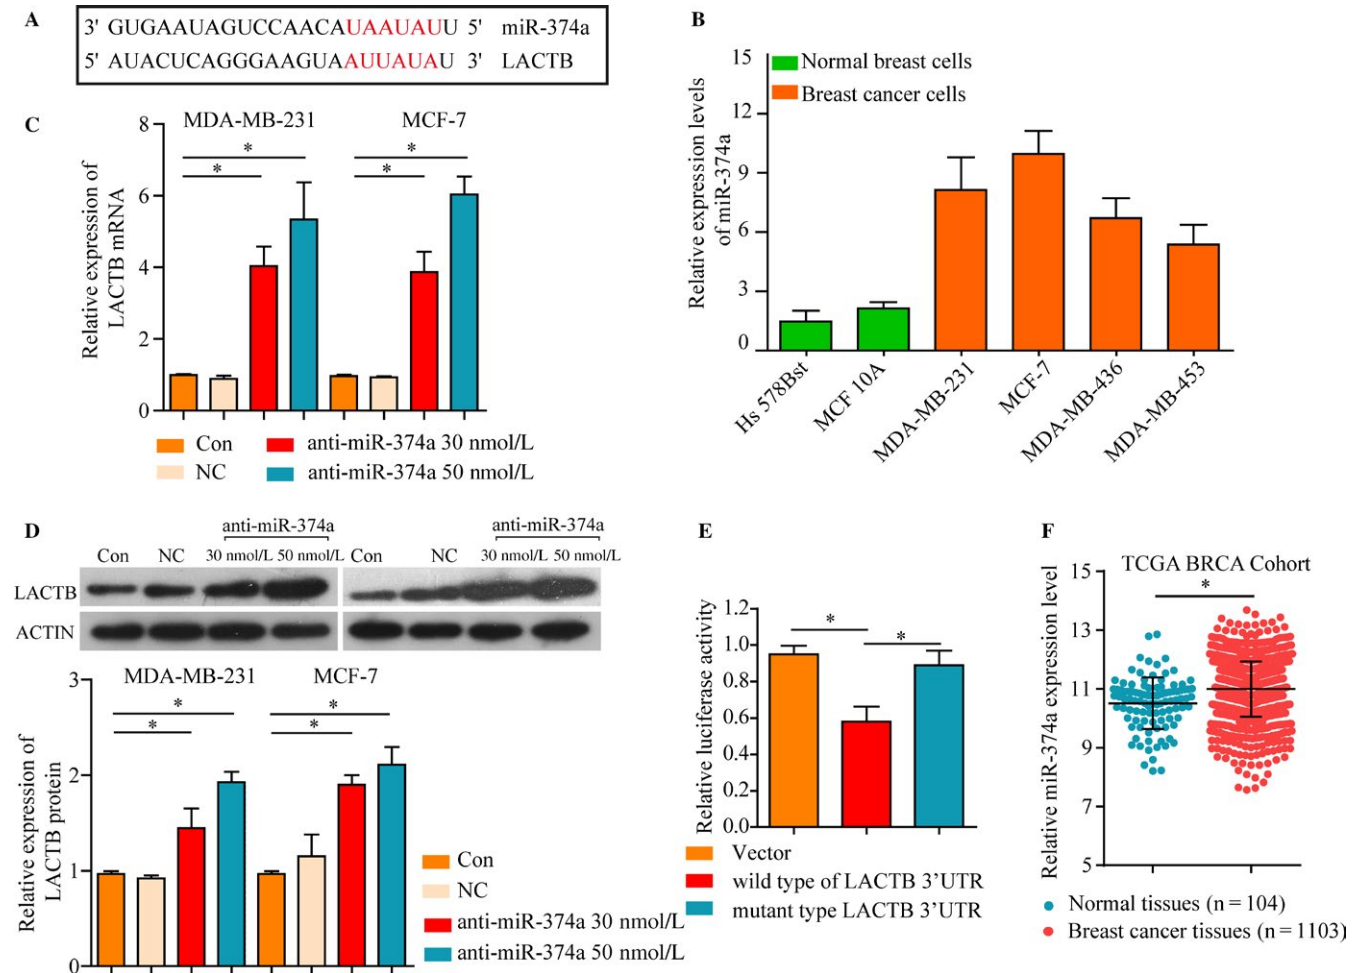 A
3' GUGAAUAGUCCAACAUAAUAUU 5' miR-374a
5' AUACUCAGGGAAGUAAUUAUAU 3' LACTB
B
Relative expression levels
of miR-374a
15
12
9
6
3
0
Normal breast cells
Breast cancer cells
Hs 578Bst
MCF 10A
MDA-MB-231
MCF-7
MDA-MB-436
MDA-MB-453
C
Relative expression of
LACTB mRNA
8
6
4
2
0
MDA-MB-231
MCF-7
*
*
*
*
Con
NC
anti-miR-374a 30 nmol/L
anti-miR-374a 50 nmol/L
D
anti-miR-374a
anti-miR-374a
Con NC 30 nmol/L 50 nmol/L Con NC 30 nmol/L 50 nmol/L
LACTB
ACTIN
Relative expression of
LACTB protein
3
2
1
0
MDA-MB-231
MCF-7
*
*
*
*
Con
NC
anti-miR-374a 30 nmol/L
anti-miR-374a 50 nmol/L
E
Relative luciferase activity
1.2
1.0
0.8
0.6
0.4
0.2
0.0
*
*
Vector
wild type of LACTB 3’UTR
mutant type LACTB 3’UTR
F
TCGA BRCA Cohort
Relative miR-374a expression level
15
13
11
9
7
5
*
Normal tissues (n = 104)
Breast cancer tissues (n = 1103)